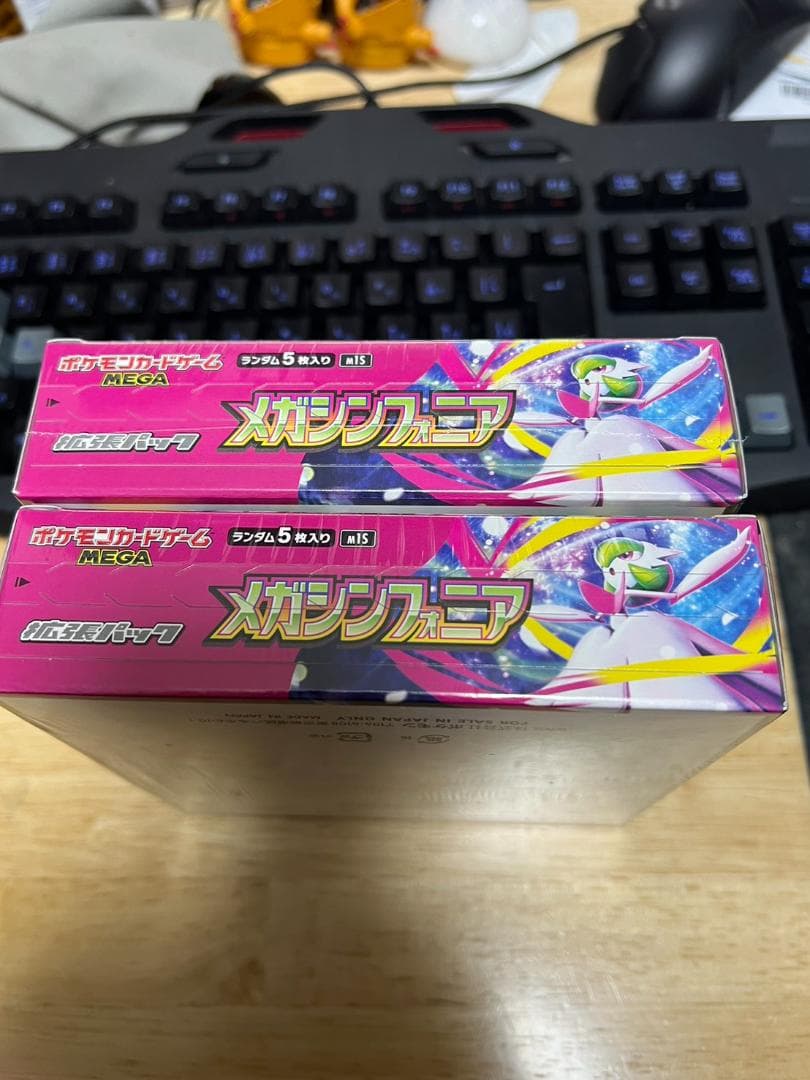 ポケモンカードゲーム
MEGA
ランダム5枚入り M1S
メガシンフォニア
拡張パック
ポケモンカードゲーム
MEGA
ランダム5枚入り M1S
メガシンフォニア
拡張パック
FOR SALE IN JAPAN ONLY MADE IN JAPAN